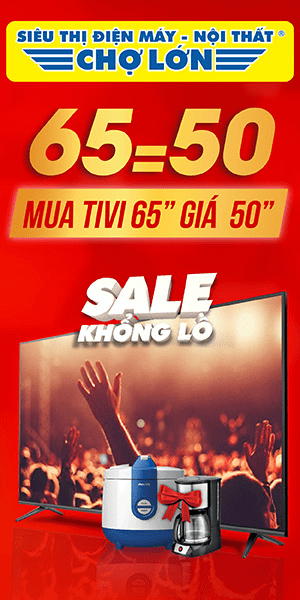 SIÊU THỊ ĐIỆN MÁY - NỘI THẤT ®
CHỢ LỚN
65=50
MUA TIVI 65” GIÁ 50”
SALE
KHỔNG LỒ